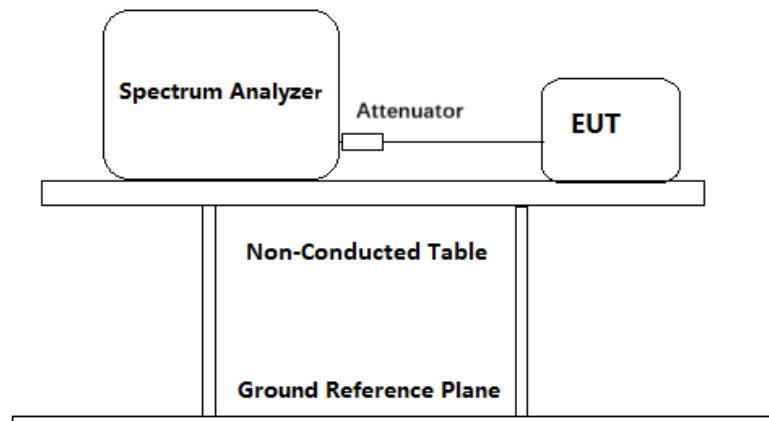 Spectrum Analyzer
Attenuator
EUT
Non-Conducted Table
Ground Reference Plane